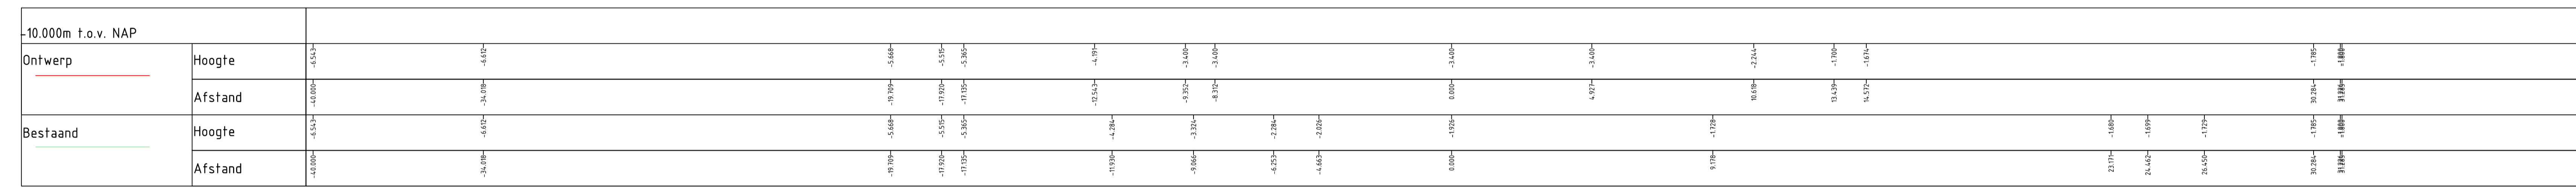 -10.000m t.o.v. NAP
Ontwerp
Hoogte -6.543 -6.612 -5.668 -5.515 -5.365 -4.191 -3.400 -3.400 -3.400 -3.400 -2.244 -1.700 -1.674 -1.785
Afstand -40.000 -34.018 -19.709 -17.920 -17.135 -12.543 -9.352 -8.312 0.000 4.927 10.618 13.439 14.572 30.284
Bestaand
Hoogte -6.543 -6.612 -5.668 -5.515 -5.365 -4.284 -3.324 -2.284 -2.026 -1.926 -1.728 -1.680 -1.699 -1.729 -1.785
Afstand -40.000 -34.018 -19.709 -17.920 -17.135 -11.930 -9.066 -6.253 -4.663 0.000 9.178 23.171 24.462 26.450 30.284